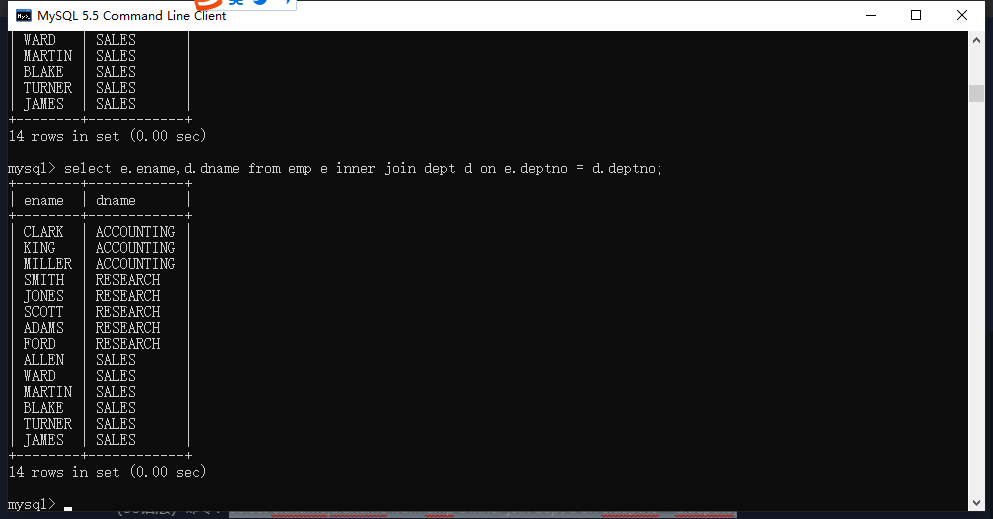 MySQL 5.5 Command Line Client
| WARD   | SALES      |
| MARTIN | SALES      |
| BLAKE  | SALES      |
| TURNER | SALES      |
| JAMES  | SALES      |
+--------+------------+
14 rows in set (0.00 sec)
mysql> select e.ename,d.dname from emp e inner join dept d on e.deptno = d.deptno;
+--------+------------+
| ename  | dname      |
+--------+------------+
| CLARK  | ACCOUNTING |
| KING   | ACCOUNTING |
| MILLER | ACCOUNTING |
| SMITH  | RESEARCH   |
| JONES  | RESEARCH   |
| SCOTT  | RESEARCH   |
| ADAMS  | RESEARCH   |
| FORD   | RESEARCH   |
| ALLEN  | SALES      |
| WARD   | SALES      |
| MARTIN | SALES      |
| BLAKE  | SALES      |
| TURNER | SALES      |
| JAMES  | SALES      |
+--------+------------+
14 rows in set (0.00 sec)
mysql>